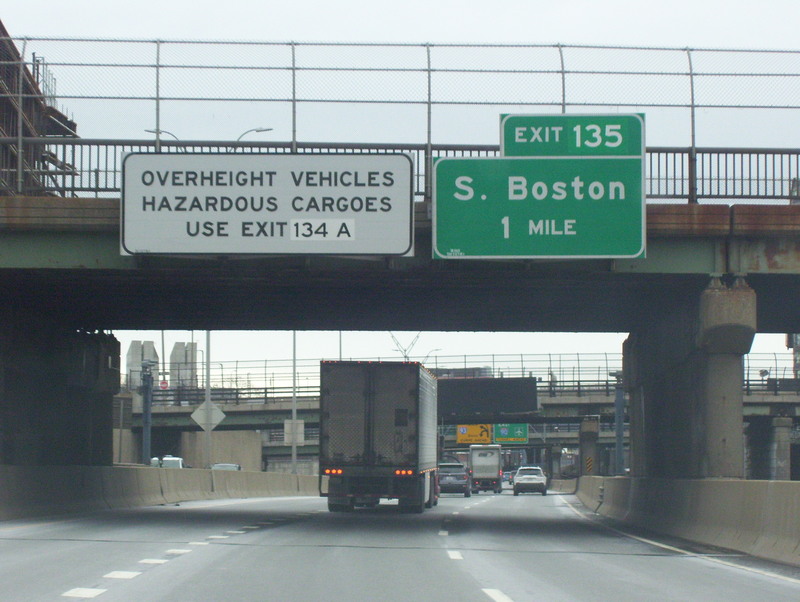 OVERHEIGHT VEHICLES
HAZARDOUS CARGOES
USE EXIT 134 A
EXIT 135
S. Boston
1 MILE